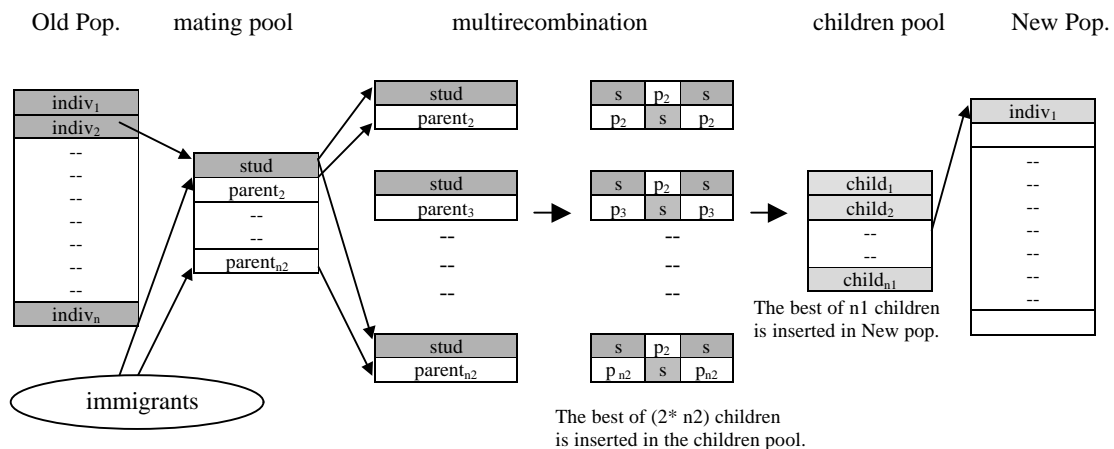 Old Pop. mating pool multirecombination children pool New Pop.
indiv₁
indiv₂
--
--
--
--
--
--
--
indivₙ
immigrants
stud
parent₂
--
--
parentₙ₂
stud
parent₂
stud
parent₃
--
--
--
--
stud
parentₙ₂
s p₂ s
p₂ s p₂
s p₂ s
p₃ s p₃
--
--
--
--
s p₂ s
p ₙ₂ s pₙ₂
The best of (2* n2) children
is inserted in the children pool.
child₁
child₂
--
--
childₙ₁
The best of n1 children
is inserted in New pop.
indiv₁
--
--
--
--
--
--
--